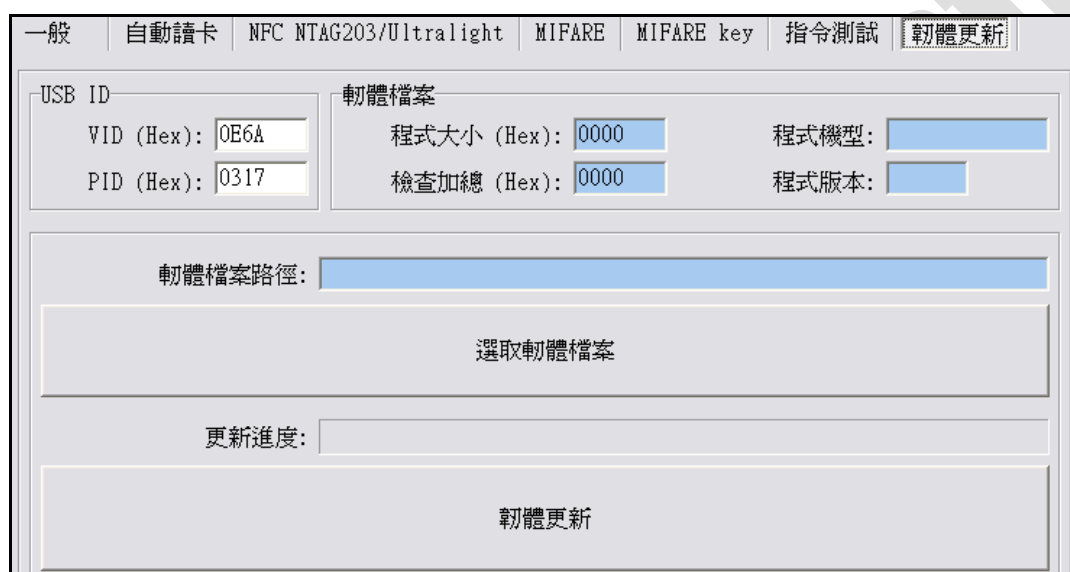 一般 自動讀卡 NFC NTAG203/Ultralight MIFARE MIFARE key 指令測試 韌體更新
USB ID 軔體檔案
VID (Hex): 0E6A 程式大小 (Hex): 0000 程式機型:
PID (Hex): 0317 檢查加總 (Hex): 0000 程式版本:
軔體檔案路徑:
選取軔體檔案
更新進度:
韌體更新